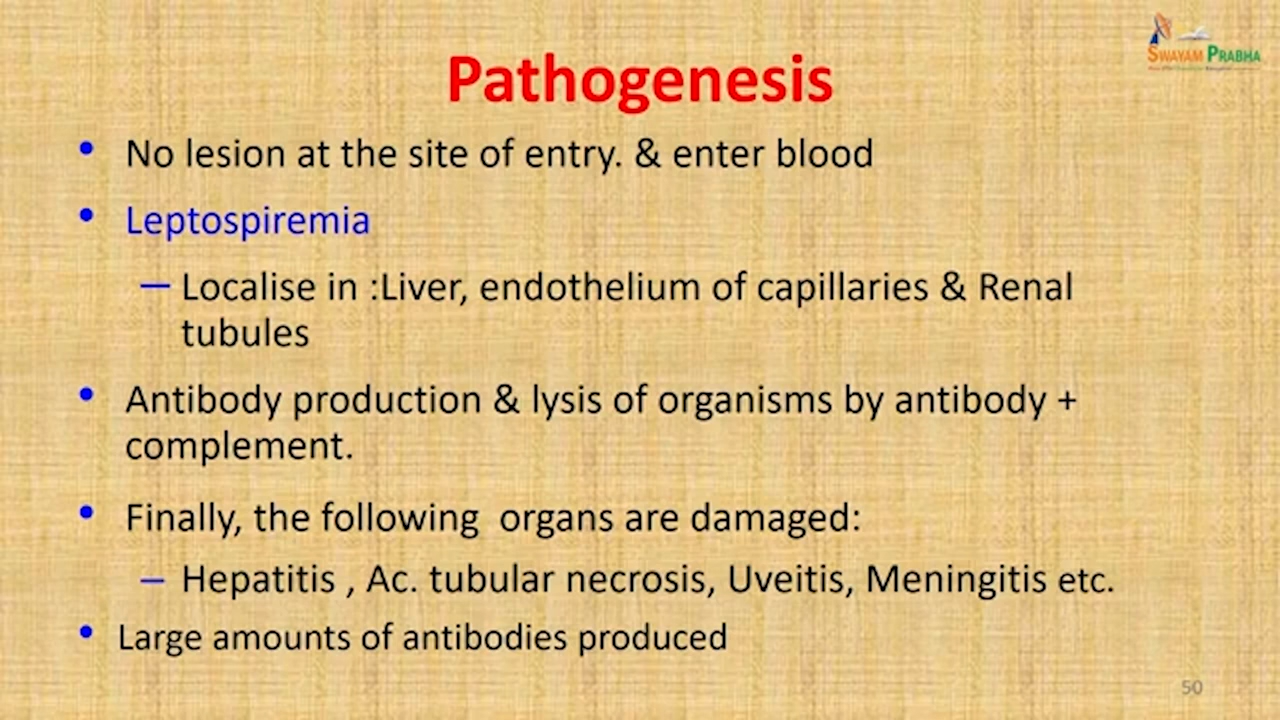 SWAYAM PRABHA
Pathogenesis
• No lesion at the site of entry. & enter blood
• Leptospiremia
– Localise in :Liver, endothelium of capillaries & Renal
tubules
• Antibody production & lysis of organisms by antibody +
complement.
• Finally, the following organs are damaged:
– Hepatitis , Ac. tubular necrosis, Uveitis, Meningitis etc.
• Large amounts of antibodies produced
50